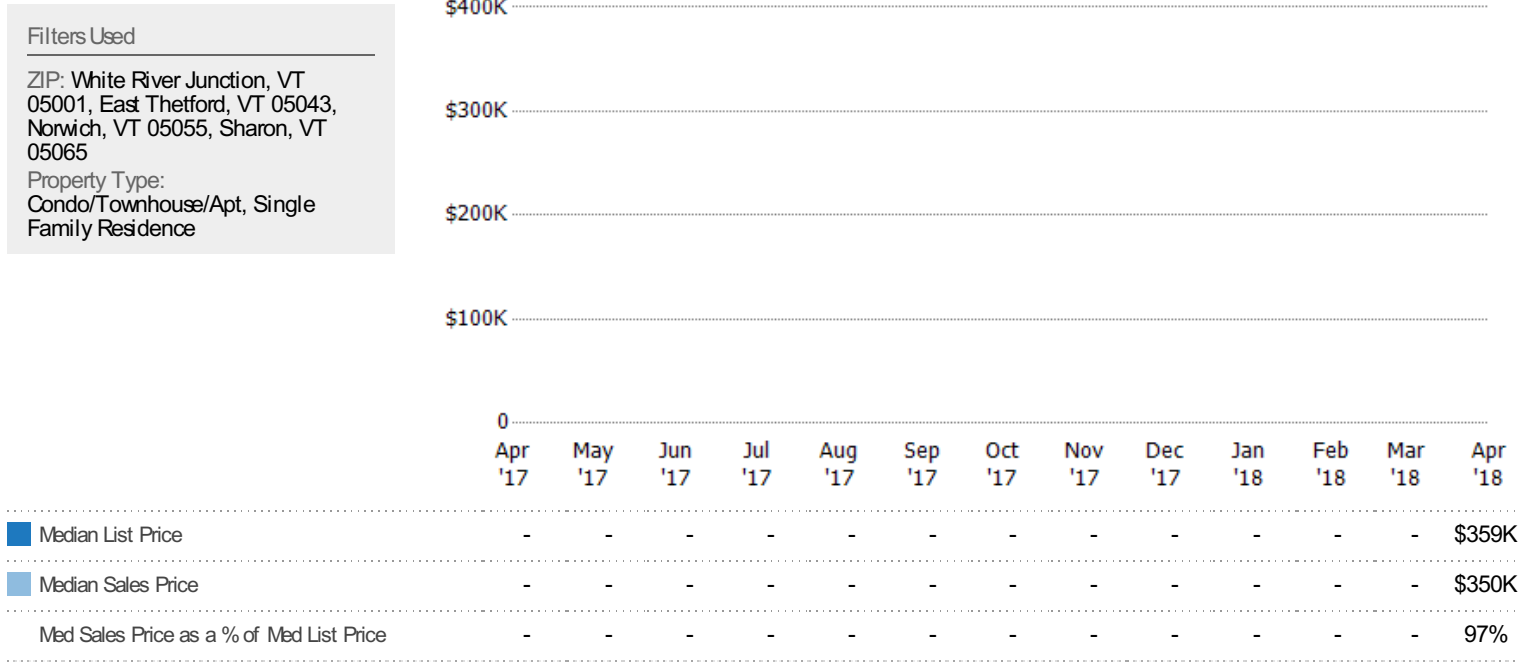 Filters Used
ZIP: White River Junction, VT
05001, East Thetford, VT 05043,
Norwich, VT 05055, Sharon, VT
05065
Property Type:
Condo/Townhouse/Apt, Single
Family Residence
$400K
$300K
$200K
$100K
0
Apr May Jun Jul Aug Sep Oct Nov Dec Jan Feb Mar Apr
'17 '17 '17 '17 '17 '17 '17 '17 '17 '18 '18 '18 '18
Median List Price - - - - - - - - - - - - $359K
Median Sales Price - - - - - - - - - - - - $350K
Med Sales Price as a % of Med List Price - - - - - - - - - - - - 97%